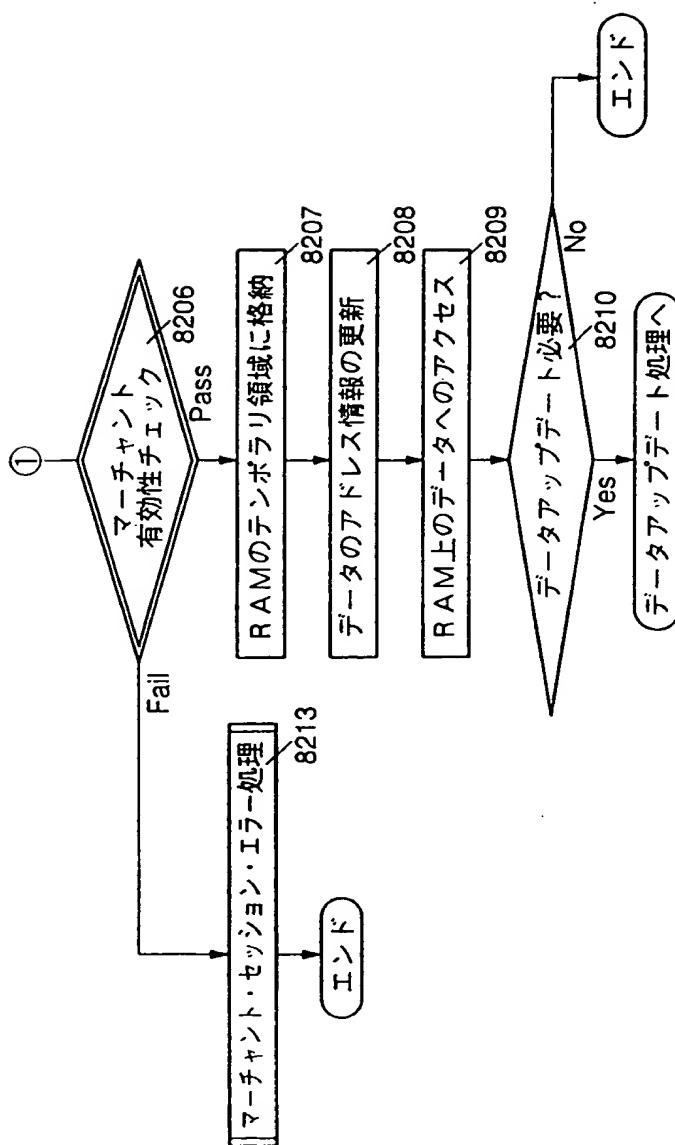 ①
マーチャント
有効性チェック
8206
Fail
Pass
RAMのテンポラリ領域に格納
8207
データのアドレス情報の更新
8208
RAM上のデータへのアクセス
8209
データアップデート必要?
8210
No
エンド
Yes
データアップデート処理へ
マーチャント・セッション・エラー処理
8213
エンド